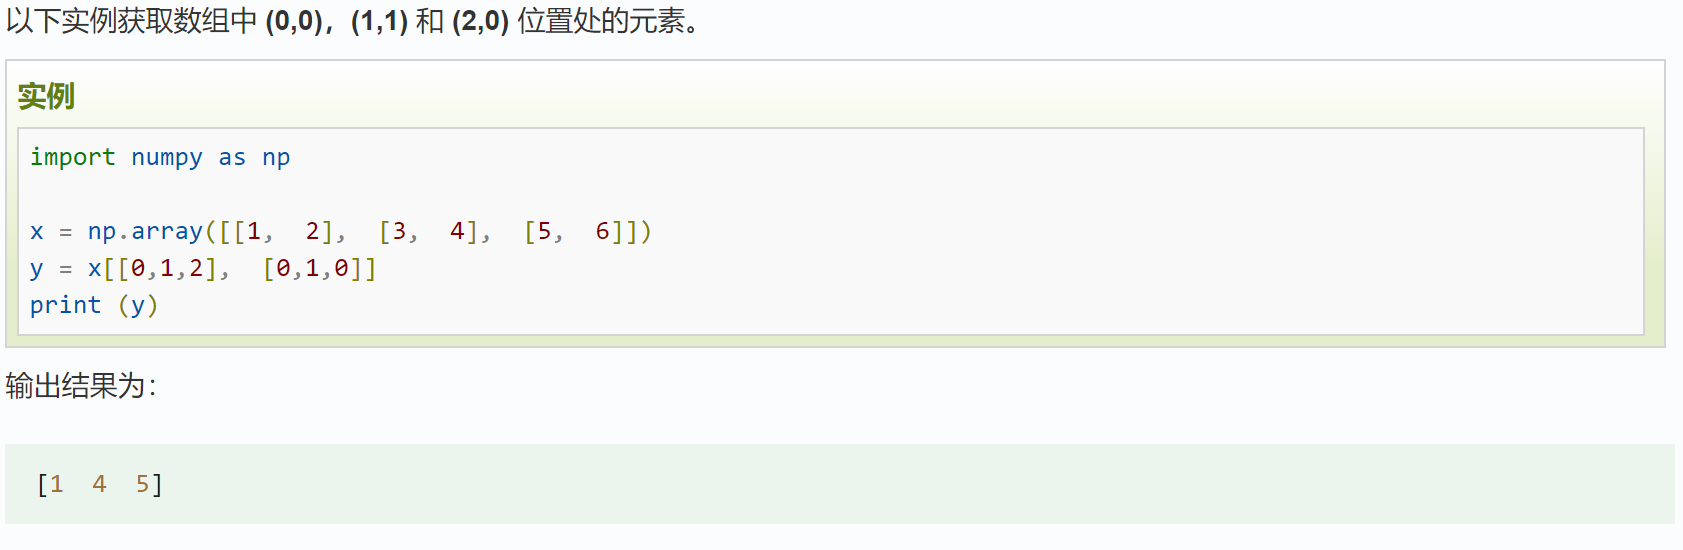 以下实例获取数组中 (0,0)，(1,1) 和 (2,0) 位置处的元素。
实例
import numpy as np
x = np.array([[1,  2],  [3,  4],  [5,  6]])
y = x[[0,1,2],  [0,1,0]]
print (y)
输出结果为：
[1  4  5]